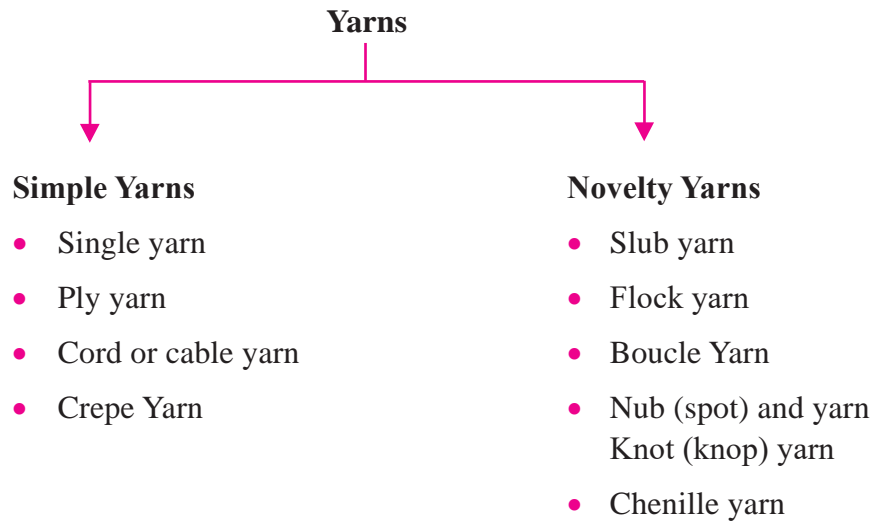 Yarns
Simple Yarns
• Single yarn
• Ply yarn
• Cord or cable yarn
• Crepe Yarn
Novelty Yarns
• Slub yarn
• Flock yarn
• Boucle Yarn
• Nub (spot) and yarn
Knot (knop) yarn
• Chenille yarn